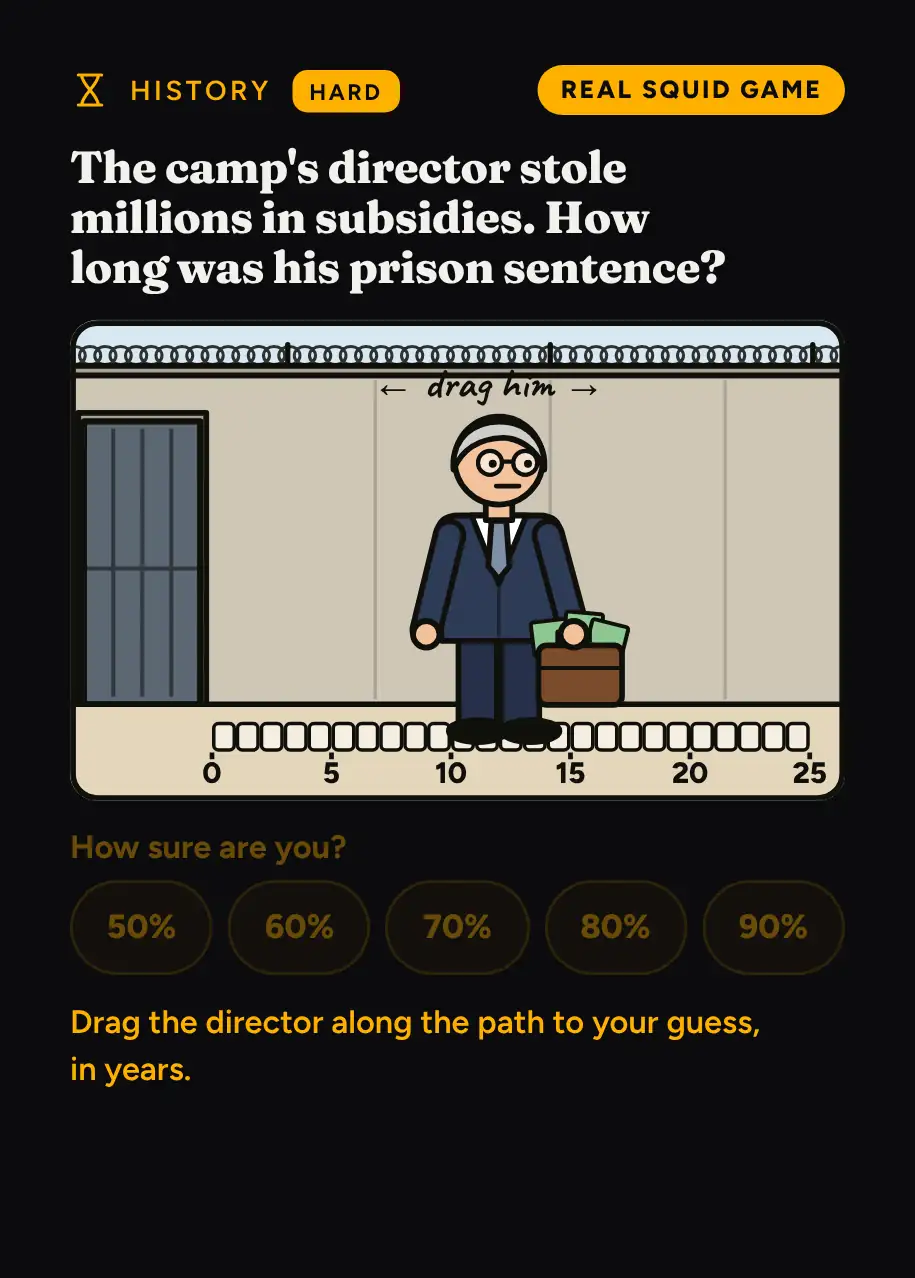 HISTORY HARD REAL SQUID GAME
The camp's director stole
millions in subsidies. How
long was his prison sentence?
← drag him →
0 5 10 15 20 25
How sure are you?
50% 60% 70% 80% 90%
Drag the director along the path to your guess,
in years.